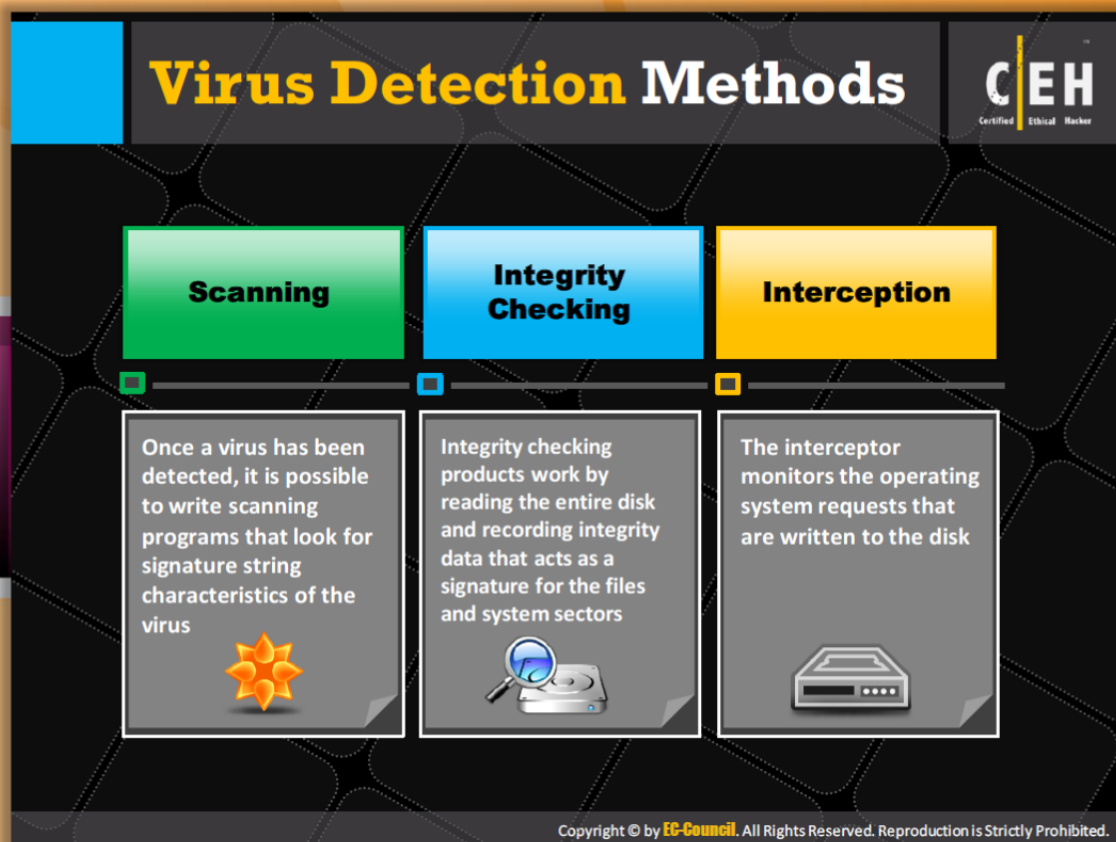 Virus Detection Methods
C EH
Certified Ethical Hacker
Scanning
Integrity
Checking
Interception
Once a virus has been
detected, it is possible
to write scanning
programs that look for
signature string
characteristics of the
virus
Integrity checking
products work by
reading the entire disk
and recording integrity
data that acts as a
signature for the files
and system sectors
The interceptor
monitors the operating
system requests that
are written to the disk
Copyright © by EC-Council. All Rights Reserved. Reproduction is Strictly Prohibited.